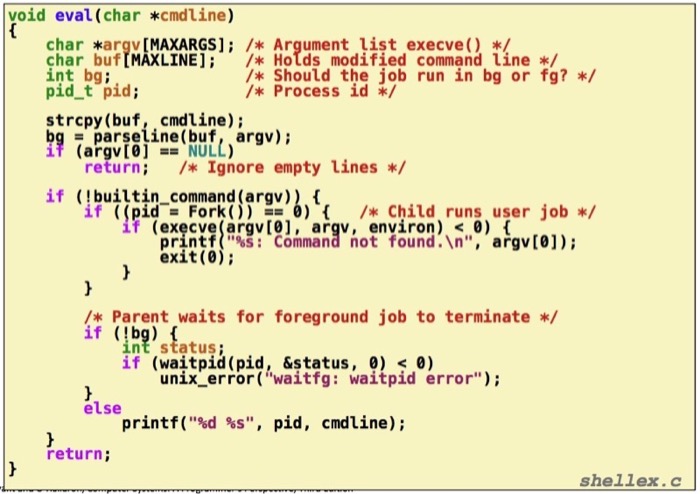 void eval(char *cmdline)
{
    char *argv[MAXARGS]; /* Argument list execve() */
    char buf[MAXLINE];   /* Holds modified command line */
    int bg;              /* Should the job run in bg or fg? */
    pid_t pid;           /* Process id */
    strcpy(buf, cmdline);
    bg = parseline(buf, argv);
    if (argv[0] == NULL)
        return;   /* Ignore empty lines */
    if (!builtin_command(argv)) {
        if ((pid = Fork()) == 0) {   /* Child runs user job */
            if (execve(argv[0], argv, environ) < 0) {
                printf("%s: Command not found.\n", argv[0]);
                exit(0);
            }
        }
        /* Parent waits for foreground job to terminate */
        if (!bg) {
            int status;
            if (waitpid(pid, &status, 0) < 0)
                unix_error("waitfg: waitpid error");
        }
        else
            printf("%d %s", pid, cmdline);
    }
    return;
}
shellex.c